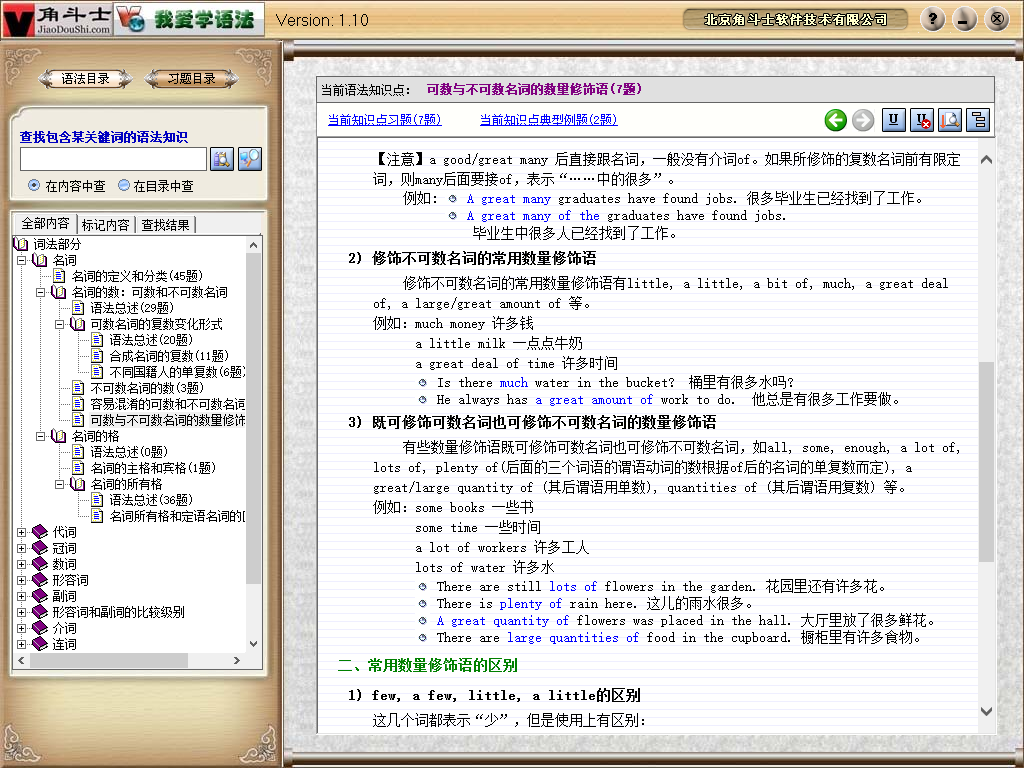 角斗士
JiaoDouShi.com
我爱学语法
Version: 1.10
北京角斗士软件技术有限公司
语法目录
习题目录
查找包含某关键词的语法知识
在内容中查
在目录中查
全部内容
标记内容
查找结果
词法部分
名词
名词的定义和分类(45题)
名词的数：可数和不可数名词
语法总述(29题)
可数名词的复数变化形式
语法总述(20题)
合成名词的复数(11题)
不同国籍人的单复数(6题)
不可数名词的数(3题)
容易混淆的可数和不可数名词
可数与不可数名词的数量修饰
名词的格
语法总述(0题)
名词的主格和宾格(1题)
名词的所有格
语法总述(36题)
名词所有格和定语名词的
代词
冠词
数词
形容词
副词
形容词和副词的比较级别
介词
连词
当前语法知识点： 可数与不可数名词的数量修饰语(7题)
当前知识点习题(7题)
当前知识点典型例题(2题)
【注意】a good/great many 后直接跟名词，一般没有介词of。如果所修饰的复数名词前有限定
词，则many后面要接of，表示“……中的很多”。
例如： A great many graduates have found jobs. 很多毕业生已经找到了工作。
A great many of the graduates have found jobs.
毕业生中很多人已经找到了工作。
2) 修饰不可数名词的常用数量修饰语
修饰不可数名词的常用数量修饰语有little, a little, a bit of, much, a great deal
of, a large/great amount of 等。
例如：much money 许多钱
a little milk 一点点牛奶
a great deal of time 许多时间
Is there much water in the bucket? 桶里有很多水吗？
He always has a great amount of work to do. 他总是有很多工作要做。
3) 既可修饰可数名词也可修饰不可数名词的数量修饰语
有些数量修饰语既可修饰可数名词也可修饰不可数名词，如all, some, enough, a lot of,
lots of, plenty of(后面的三个词语的谓语动词的数根据of后的名词的单复数而定), a
great/large quantity of (其后谓语用单数), quantities of (其后谓语用复数) 等。
例如：some books 一些书
some time 一些时间
a lot of workers 许多工人
lots of water 许多水
There are still lots of flowers in the garden. 花园里还有许多花。
There is plenty of rain here. 这儿的雨水很多。
A great quantity of flowers was placed in the hall. 大厅里放了很多鲜花。
There are large quantities of food in the cupboard. 橱柜里有许多食物。
二、常用数量修饰语的区别
1) few, a few, little, a little的区别
这几个词都表示“少”，但是使用上有区别：